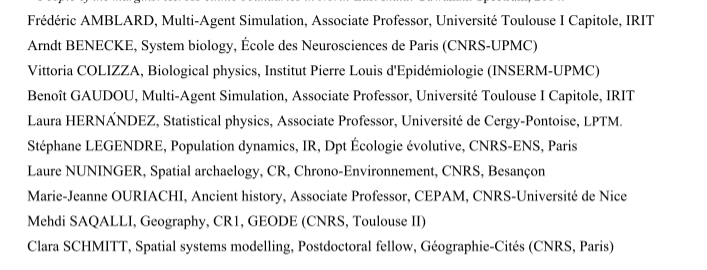 Frédéric AMBLARD, Multi-Agent Simulation, Associate Professor, Université Toulouse I Capitole, IRIT
Arndt BENECKE, System biology, École des Neurosciences de Paris (CNRS-UPMC)
Vittoria COLIZZA, Biological physics, Institut Pierre Louis d'Epidémiologie (INSERM-UPMC)
Benoît GAUDOU, Multi-Agent Simulation, Associate Professor, Université Toulouse I Capitole, IRIT
Laura HERNÁNDEZ, Statistical physics, Associate Professor, Université de Cergy-Pontoise, LPTM.
Stéphane LEGENDRE, Population dynamics, IR, Dpt Écologie évolutive, CNRS-ENS, Paris
Laure NUNINGER, Spatial archaelogy, CR, Chrono-Environnement, CNRS, Besançon
Marie-Jeanne OURIACHI, Ancient history, Associate Professor, CEPAM, CNRS-Université de Nice
Mehdi SAQALLI, Geography, CR1, GEODE (CNRS, Toulouse II)
Clara SCHMITT, Spatial systems modelling, Postdoctoral fellow, Géographie-Cités (CNRS, Paris)